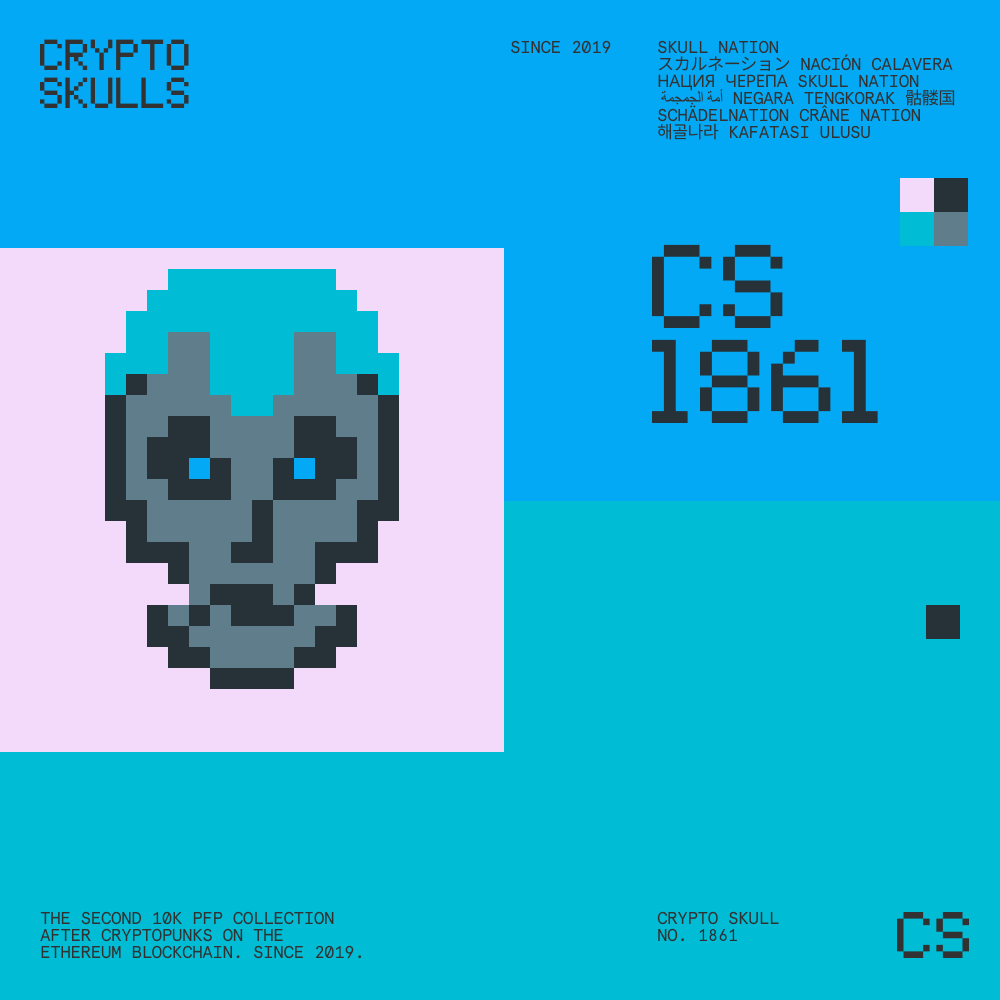 CRYPTO
SKULLS
SINCE 2019
SKULL NATION
スカルネーション NACIÓN CALAVERA
НАЦИЯ ЧЕРЕПА SKULL NATION
أمة الجمجمة NEGARA TENGKORAK 骷髅国
SCHÄDELNATION CRÂNE NATION
해골나라 KAFATASI ULUSU
CS
1861
THE SECOND 10K PFP COLLECTION
AFTER CRYPTOPUNKS ON THE
ETHEREUM BLOCKCHAIN. SINCE 2019.
CRYPTO SKULL
NO. 1861
CS